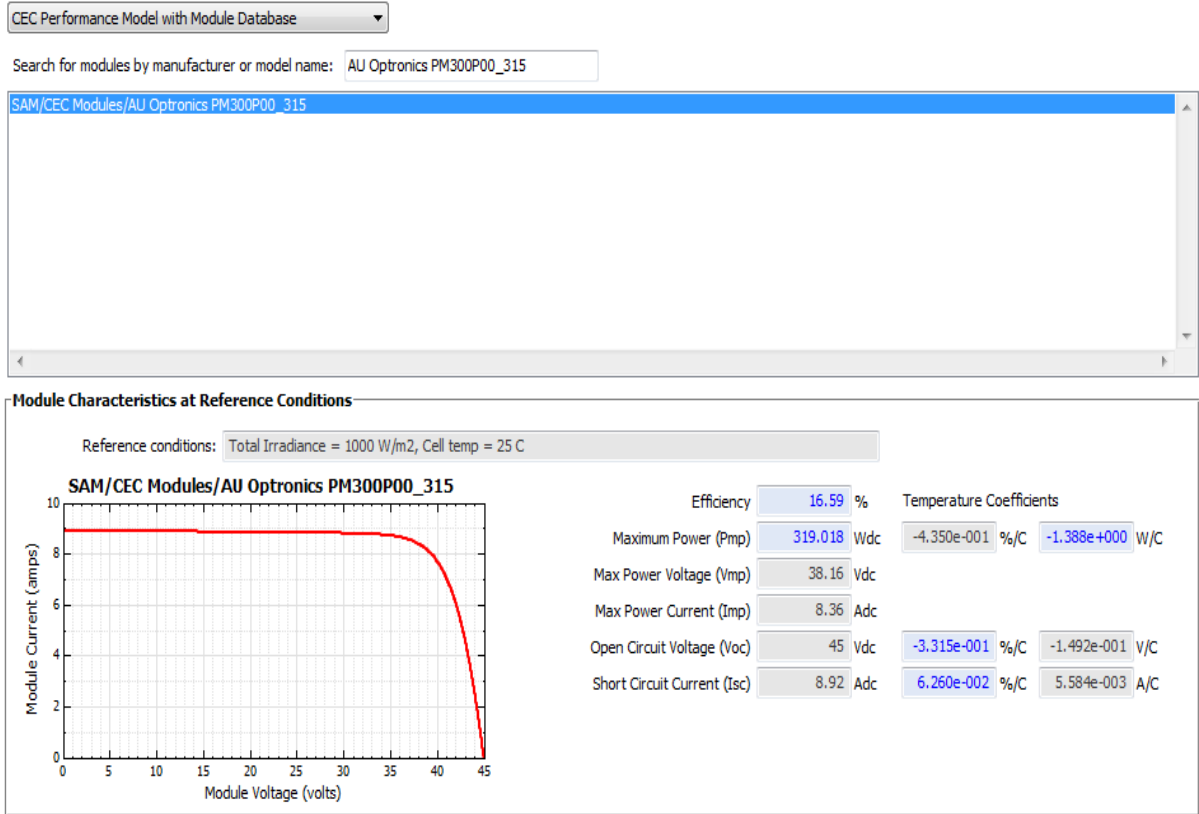 CEC Performance Model with Module Database
Search for modules by manufacturer or model name: AU Optronics PM300P00_315
SAM/CEC Modules/AU Optronics PM300P00_315
Module Characteristics at Reference Conditions
Reference conditions: Total Irradiance = 1000 W/m2, Cell temp = 25 C
SAM/CEC Modules/AU Optronics PM300P00_315
10
8
6
4
2
0
Module Current (amps)
0 5 10 15 20 25 30 35 40 45
Module Voltage (volts)
Efficiency 16.59 % Temperature Coefficients
Maximum Power (Pmp) 319.018 Wdc -4.350e-001 %/C -1.388e+000 W/C
Max Power Voltage (Vmp) 38.16 Vdc
Max Power Current (Imp) 8.36 Adc
Open Circuit Voltage (Voc) 45 Vdc -3.315e-001 %/C -1.492e-001 V/C
Short Circuit Current (Isc) 8.92 Adc 6.260e-002 %/C 5.584e-003 A/C